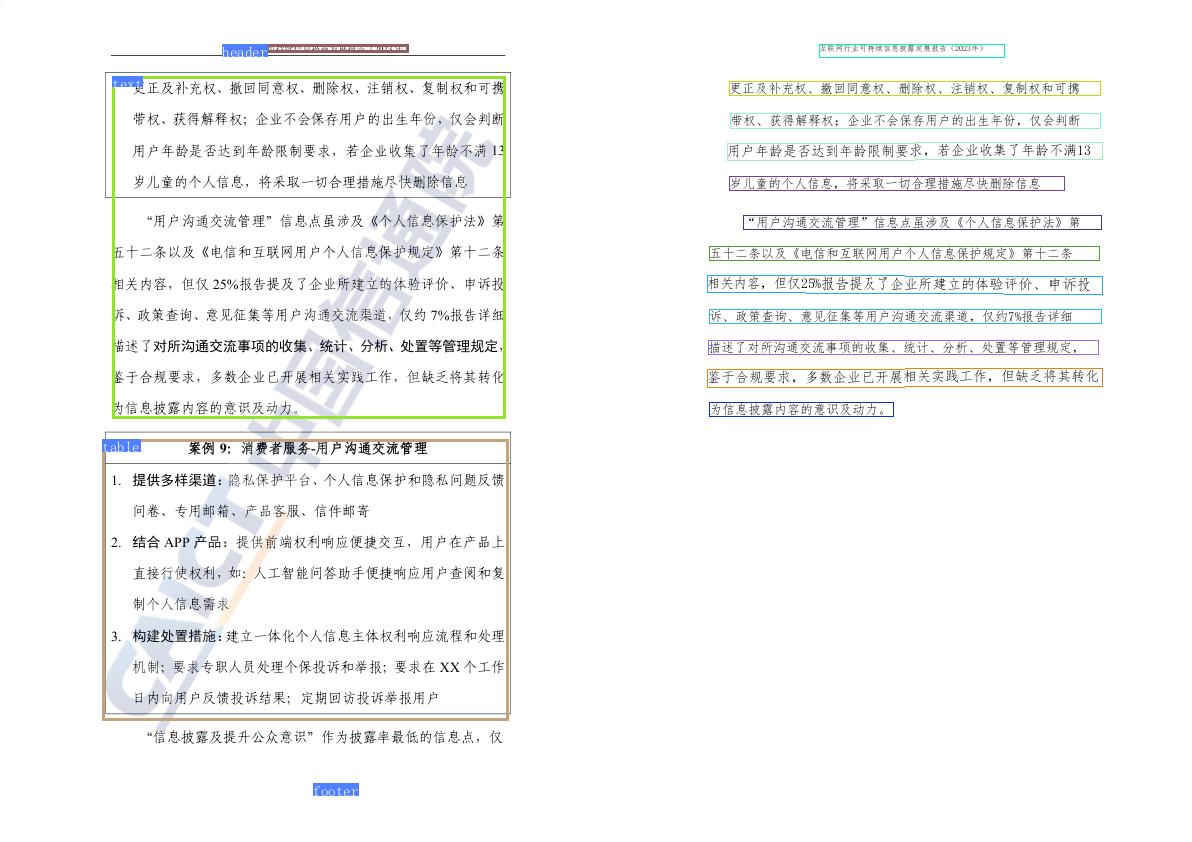 header
text
更正及补充权、撤回同意权、删除权、注销权、复制权和可携
带权、获得解释权；企业不会保存用户的出生年份，仅会判断
用户年龄是否达到年龄限制要求，若企业收集了年龄不满 13
岁儿童的个人信息，将采取一切合理措施尽快删除信息
“用户沟通交流管理”信息点虽涉及《个人信息保护法》第
五十二条以及《电信和互联网用户个人信息保护规定》第十二条
相关内容，但仅 25%报告提及了企业所建立的体验评价、申诉投
诉、政策查询、意见征集等用户沟通交流渠道，仅约 7%报告详细
描述了对所沟通交流事项的收集、统计、分析、处置等管理规定，
鉴于合规要求，多数企业已开展相关实践工作，但缺乏将其转化
为信息披露内容的意识及动力。
table
案例 9：消费者服务-用户沟通交流管理
1. 提供多样渠道：隐私保护平台、个人信息保护和隐私问题反馈
问卷、专用邮箱、产品客服、信件邮寄
2. 结合 APP 产品：提供前端权利响应便捷交互，用户在产品上
直接行使权利，如：人工智能问答助手便捷响应用户查阅和复
制个人信息需求
3. 构建处置措施：建立一体化个人信息主体权利响应流程和处理
机制；要求专职人员处理个保投诉和举报；要求在 XX 个工作
日内向用户反馈投诉结果；定期回访投诉举报用户
“信息披露及提升公众意识”作为披露率最低的信息点，仅
footer
CAICT 中国信通院
互联网行业可持续信息披露发展报告（2023年）
更正及补充权、撤回同意权、删除权、注销权、复制权和可携
带权、获得解释权；企业不会保存用户的出生年份，仅会判断
用户年龄是否达到年龄限制要求，若企业收集了年龄不满13
岁儿童的个人信息，将采取一切合理措施尽快删除信息
“用户沟通交流管理”信息点虽涉及《个人信息保护法》第
五十二条以及《电信和互联网用户个人信息保护规定》第十二条
相关内容，但仅25%报告提及了企业所建立的体验评价、申诉投
诉、政策查询、意见征集等用户沟通交流渠道，仅约7%报告详细
描述了对所沟通交流事项的收集、统计、分析、处置等管理规定，
鉴于合规要求，多数企业已开展相关实践工作，但缺乏将其转化
为信息披露内容的意识及动力。